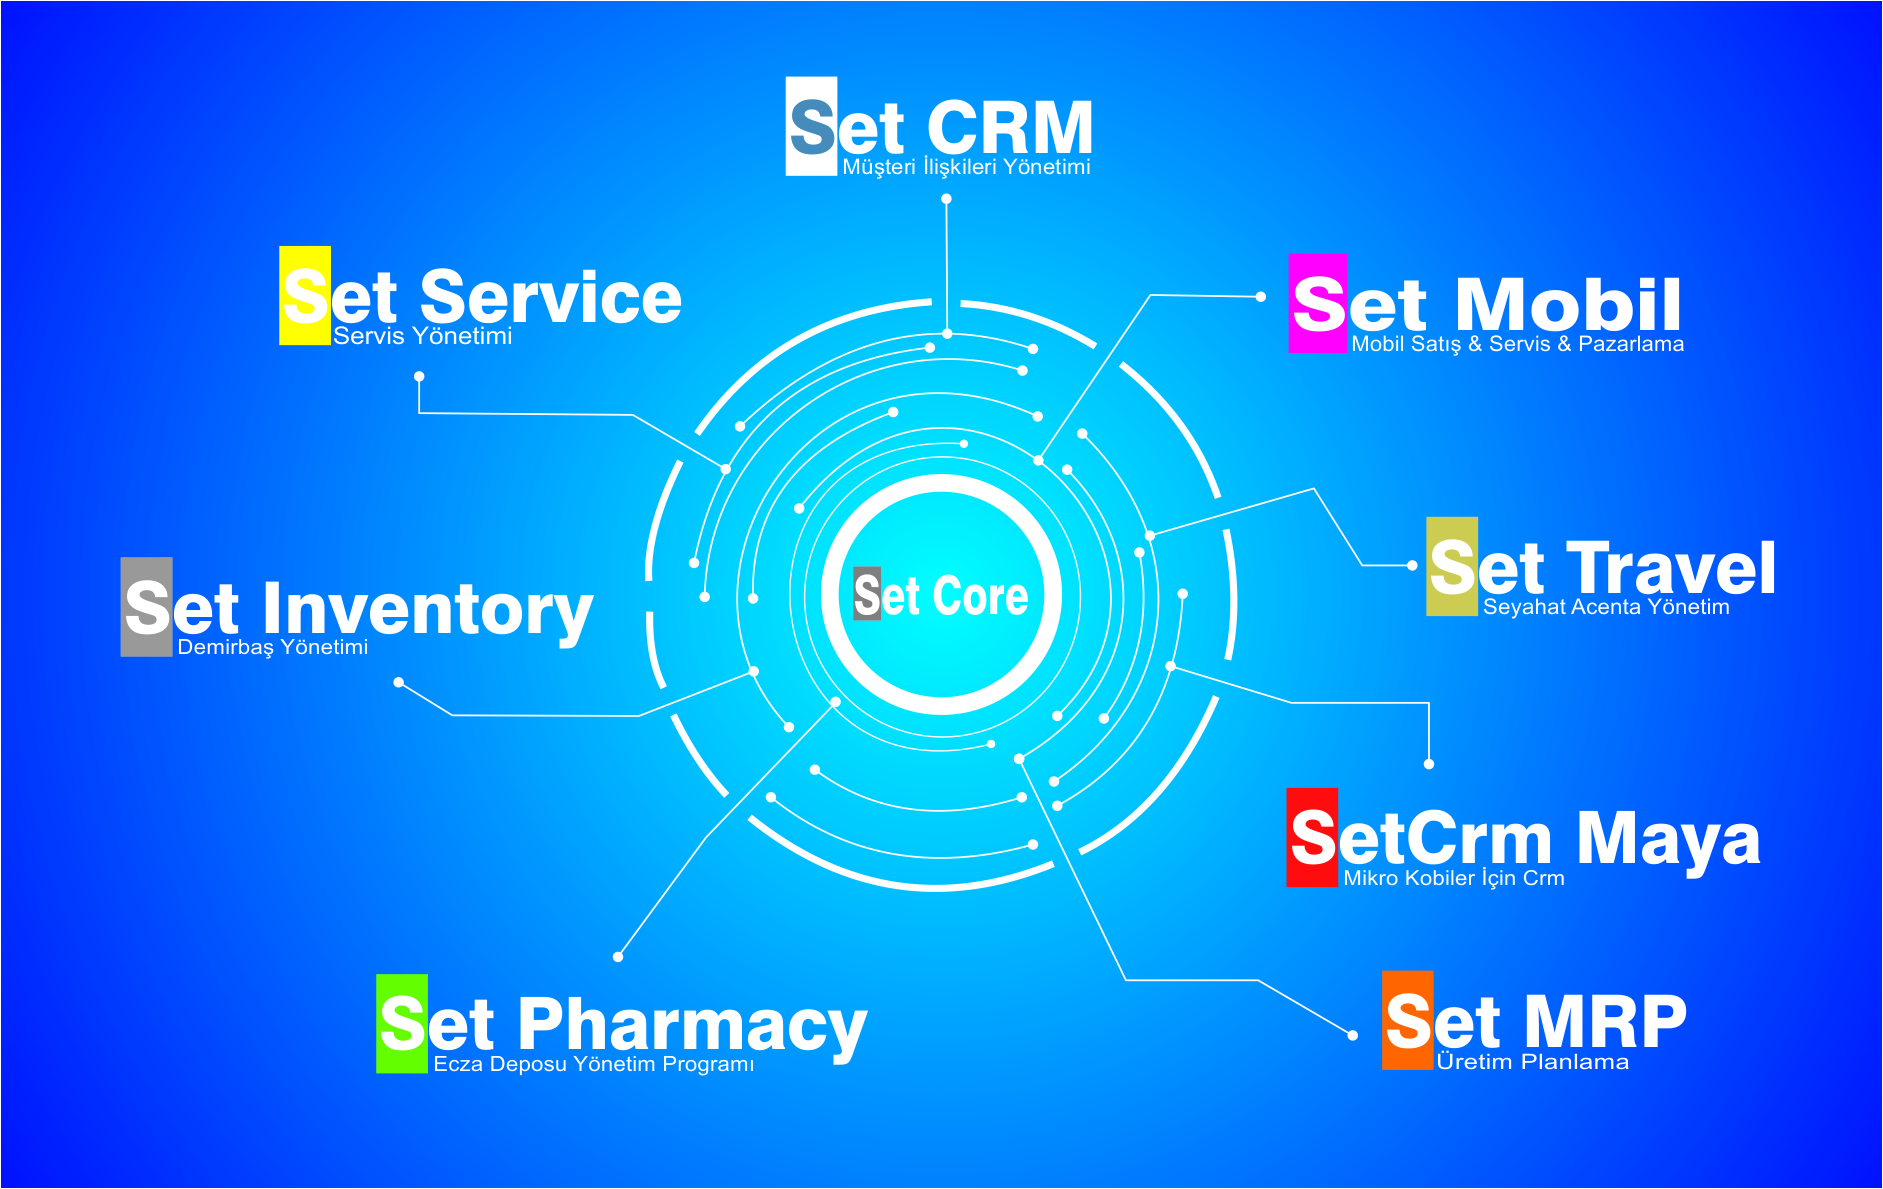 Set CRM
Müşteri İlişkileri Yönetimi
Set Service
Servis Yönetimi
Set Mobil
Mobil Satış & Servis & Pazarlama
Set Inventory
Demirbaş Yönetimi
Set Core
Set Travel
Seyahat Acenta Yönetim
SetCrm Maya
Mikro Kobiler İçin Crm
Set Pharmacy
Ecza Deposu Yönetim Programı
Set MRP
Üretim Planlama